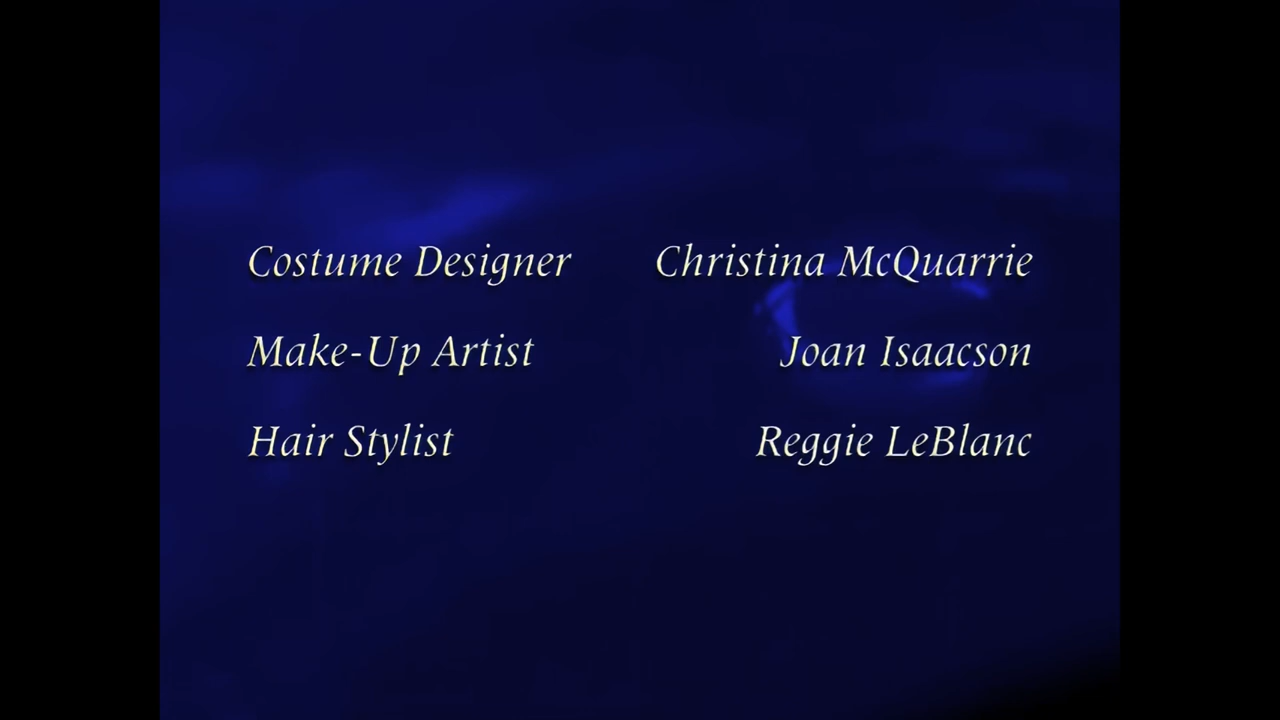 Costume Designer Christina McQuarrie
Make-Up Artist Joan Isaacson
Hair Stylist Reggie LeBlanc